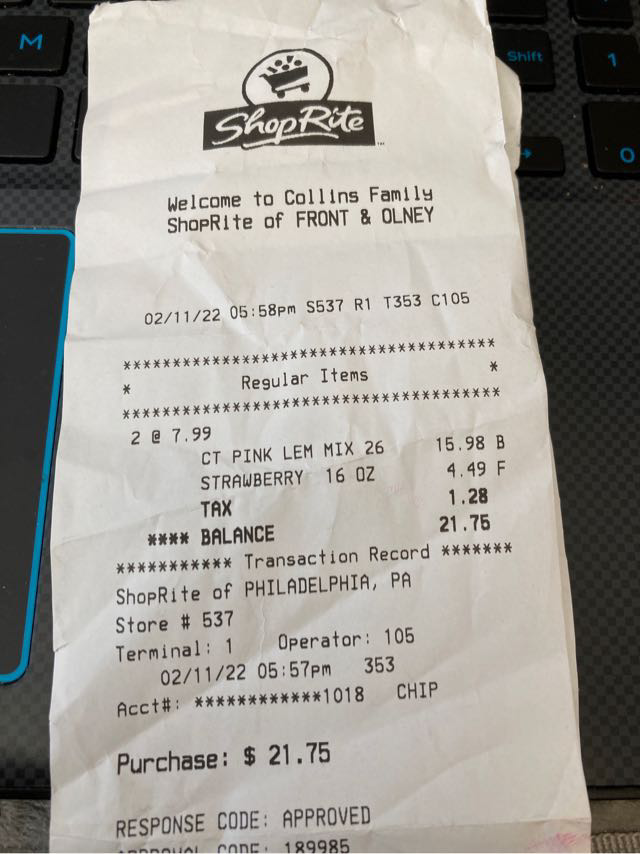 M
Shift
1
0
ShopRite
Welcome to Collins Family
ShopRite of FRONT & OLNEY
02/11/22 05:58pm S537 R1 T353 C105
***************************************
* Regular Items *
***************************************
2 @ 7.99
CT PINK LEM MIX 26 15.98 B
STRAWBERRY 16 OZ 4.49 F
TAX 1.28
**** BALANCE 21.75
*********** Transaction Record *******
ShopRite of PHILADELPHIA, PA
Store # 537
Terminal: 1 Operator: 105
02/11/22 05:57pm 353
Acct#: ************1018 CHIP
Purchase: $ 21.75
RESPONSE CODE: APPROVED
APPROVAL CODE: 189985